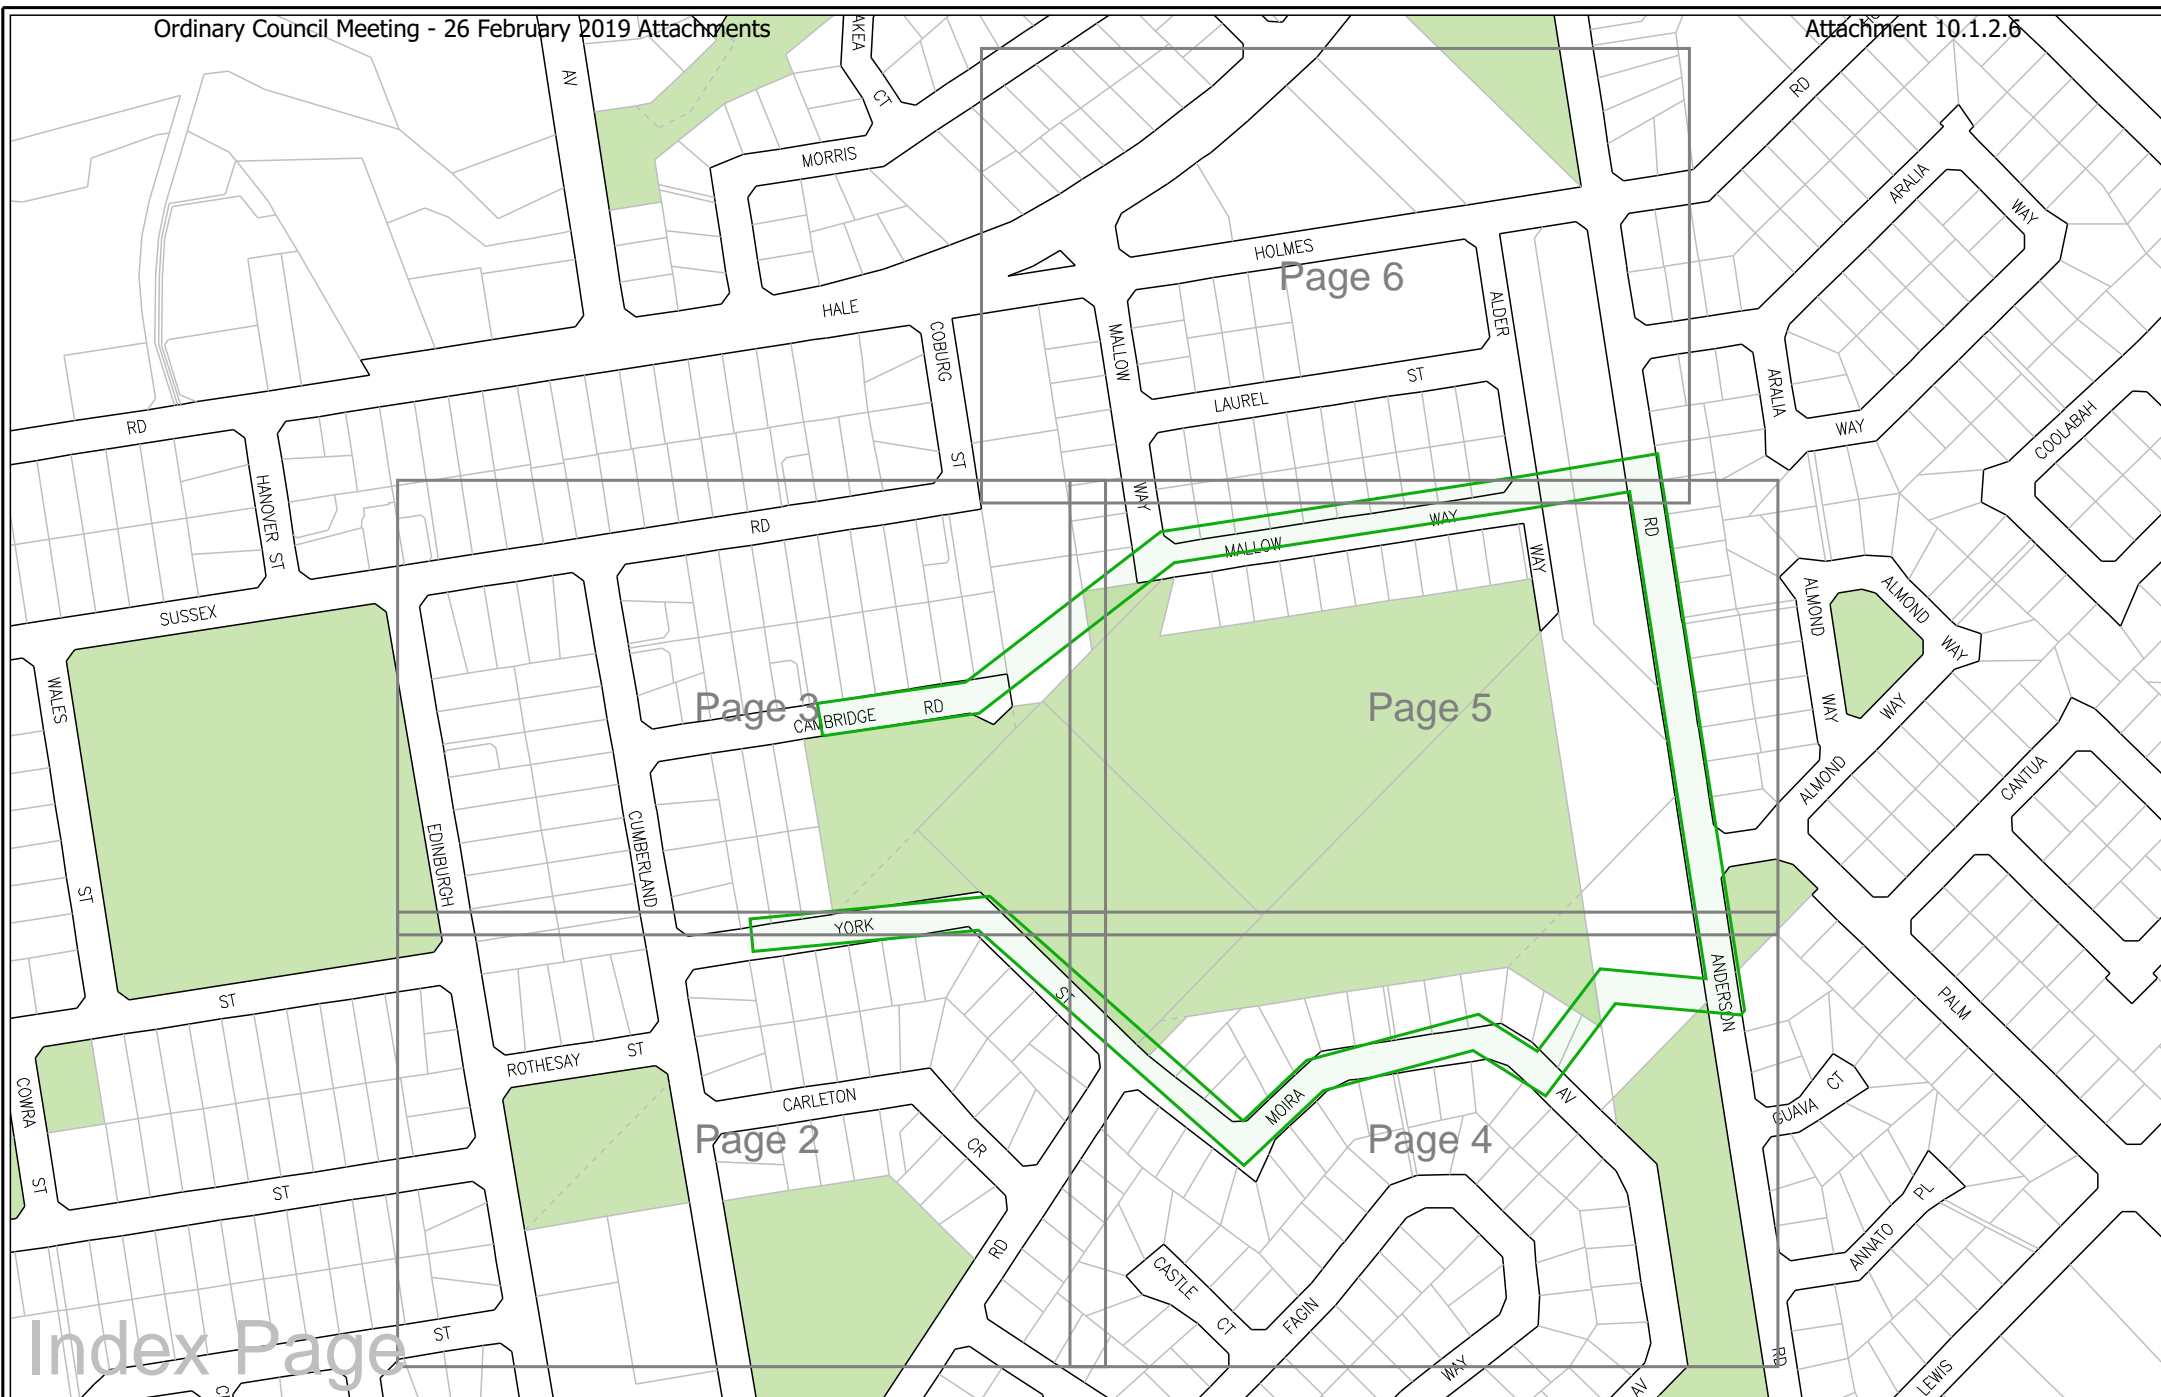 Ordinary Council Meeting - 26 February 2019 Attachments
Attachment 10.1.2.6
AKEA
AV
CT
RD
MORRIS
ARALIA
WAY
HOLMES
Page 6
HALE
ALDER
COBURG
MALLOW
ST
LAUREL
ARALIA
WAY
COOLABAH
RD
ST
HANOVER
ST
WAY
RD
WAY
MALLOW
RD
WAY
SUSSEX
ALMOND
ALMOND
WAY
WALES
Page 3
CAMBRIDGE
RD
Page 5
WAY
WAY
ALMOND
CANTUA
EDINBURGH
CUMBERLAND
ST
YORK
ST
ST
ANDERSON
PALM
ROTHESAY
ST
COWRA
CARLETON
MOIRA
AV
CT
GUAVA
Page 2
CR
Page 4
ST
ST
PL
ANNATO
RD
CASTLE
CT
FAGIN
WAY
RD
LEWIS
AV
ST
Index Page